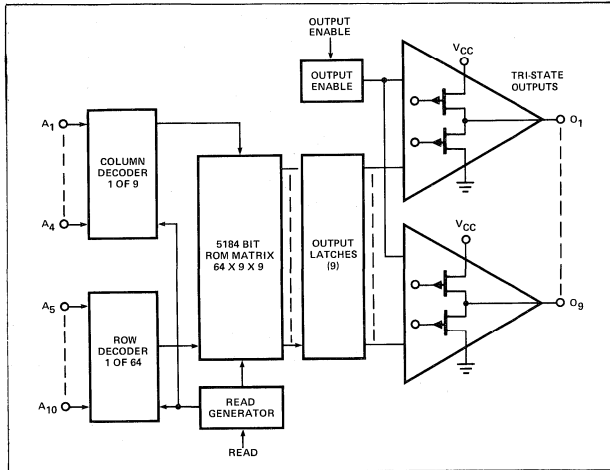 OUTPUT
ENABLE
OUTPUT
ENABLE
VCC
TRI-STATE
OUTPUTS
O1
A1
COLUMN
DECODER
1 OF 9
A4
5184 BIT
ROM MATRIX
64 X 9 X 9
OUTPUT
LATCHES
(9)
VCC
A5
ROW
DECODER
1 OF 64
A10
O9
READ
GENERATOR
READ